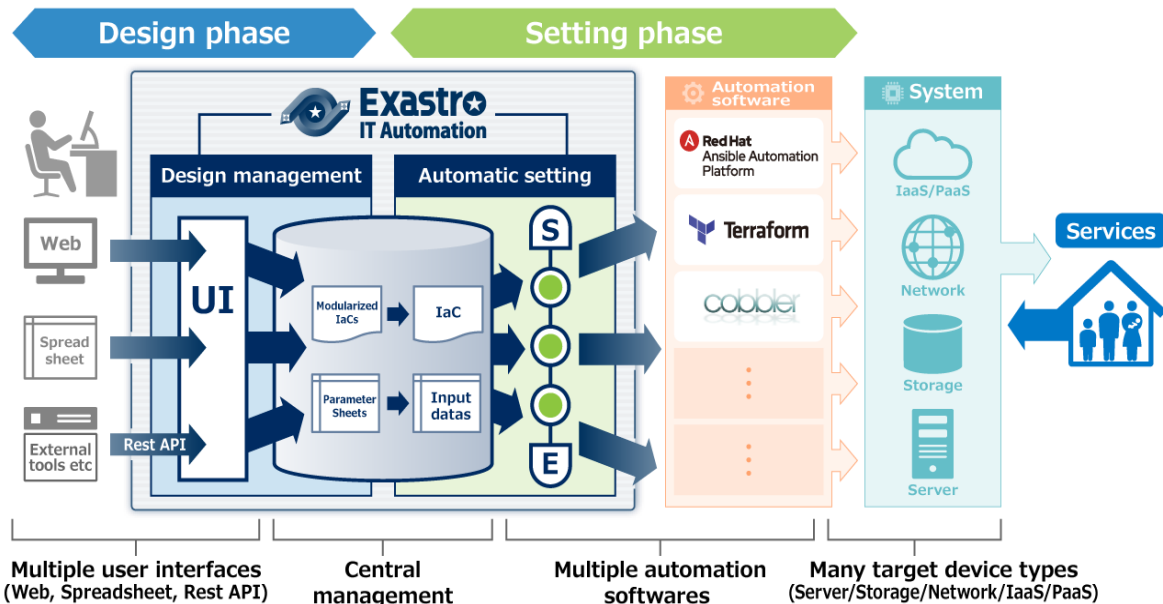 Design phase
Setting phase
Exastro
IT Automation
Design management
Automatic setting
Automation
software
System
Web
Spread
sheet
External
tools etc
Rest API
UI
Modularized
IaCs
IaC
Parameter
Sheets
Input
datas
S
E
A
Red Hat
Ansible Automation
Platform
Terraform
cobbler
IaaS/PaaS
Network
Storage
Server
Services
Multiple user interfaces
(Web, Spreadsheet, Rest API)
Central
management
Multiple automation
softwares
Many target device types
(Server/Storage/Network/IaaS/PaaS)